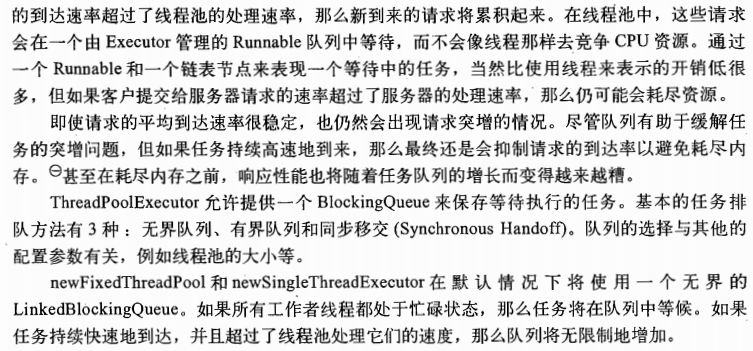 的到达速率超过了线程池的处理速率，那么新到来的请求将累积起来。在线程池中，这些请求
会在一个由 Executor 管理的 Runnable 队列中等待，而不会像线程那样去竞争 CPU 资源。通过
一个 Runnable 和一个链表节点来表现一个等待中的任务，当然比使用线程来表示的开销低很
多，但如果客户提交给服务器请求的速率超过了服务器的处理速率，那么仍可能会耗尽资源。
即使请求的平均到达速率很稳定，也仍然会出现请求突增的情况。尽管队列有助于缓解任
务的突增问题，但如果任务持续高速地到来，那么最终还是会抑制请求的到达率以避免耗尽内
存。㊀甚至在耗尽内存之前，响应性能也将随着任务队列的增长而变得越来越糟。
ThreadPoolExecutor 允许提供一个 BlockingQueue 来保存等待执行的任务。基本的任务排
队方法有 3 种：无界队列、有界队列和同步移交 (Synchronous Handoff)。队列的选择与其他的
配置参数有关，例如线程池的大小等。
newFixedThreadPool 和 newSingleThreadExecutor 在默认情况下将使用一个无界的
LinkedBlockingQueue。如果所有工作者线程都处于忙碌状态，那么任务将在队列中等候。如果
任务持续快速地到达，并且超过了线程池处理它们的速度，那么队列将无限制地增加。